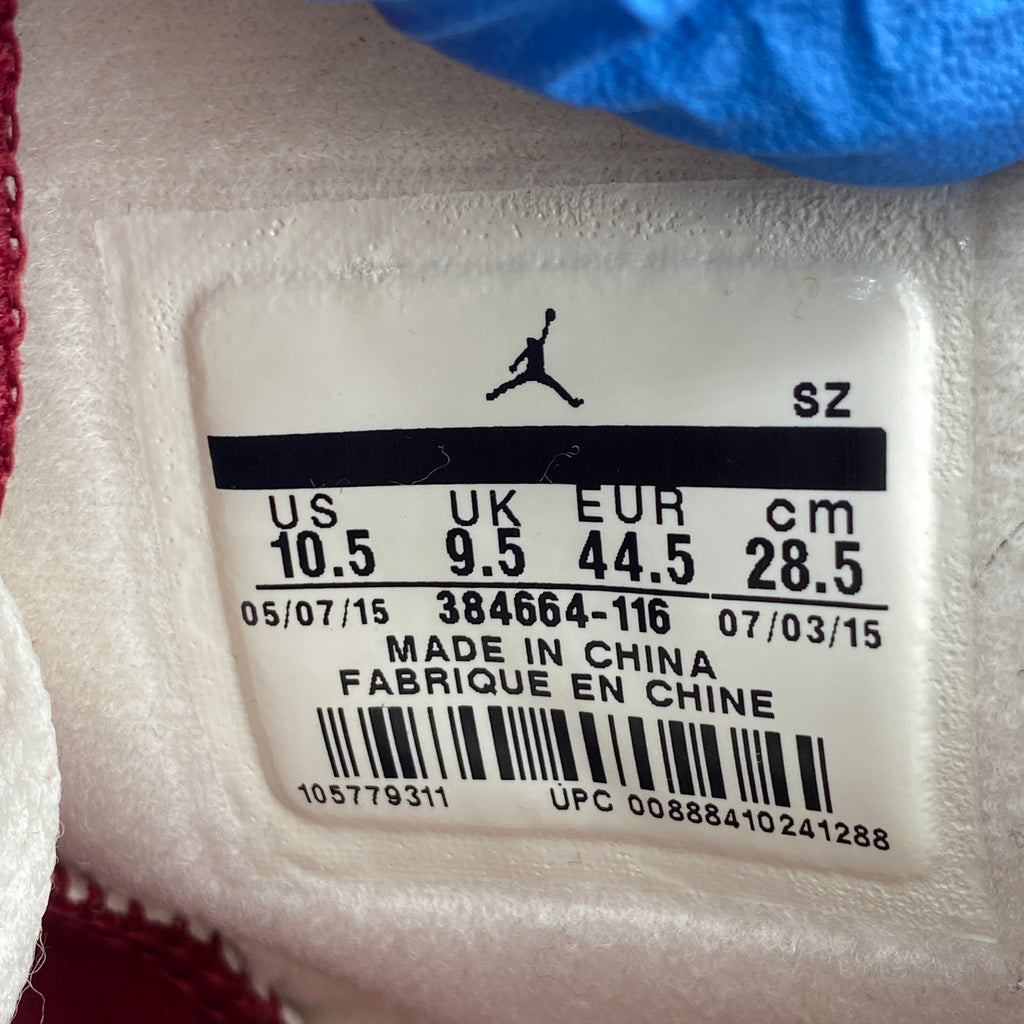 SZ
US UK EUR cm
10.5 9.5 44.5 28.5
05/07/15 384664-116 07/03/15
MADE IN CHINA
FABRIQUE EN CHINE
105779311 UPC 00888410241288